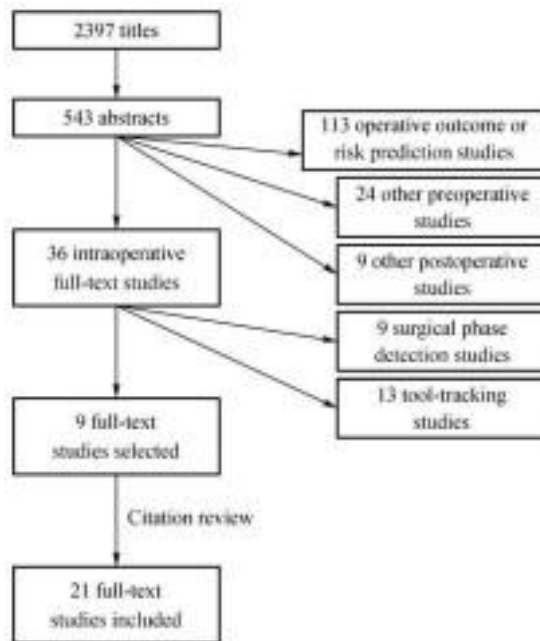 2397 titles
543 abstracts
113 operative outcome or
risk prediction studies
24 other preoperative
studies
36 intraoperative
full-text studies
9 other postoperative
studies
9 surgical phase
detection studies
13 tool-tracking
studies
9 full-text
studies selected
Citation review
21 full-text
studies included